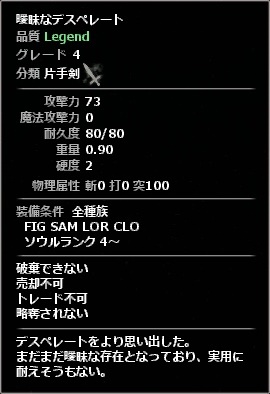 曖昧なデスペレート
品質 Legend
グレード 4
分類 片手剣
攻撃力 73
魔法攻撃力 0
耐久度 80/80
重量 0.90
硬度 2
物理属性 斬0 打0 突100
装備条件 全種族
FIG SAM LOR CLO
ソウルランク 4～
破棄できない
売却不可
トレード不可
略奪されない
デスペレートをより思い出した。
まだまだ曖昧な存在となっており、実用に
耐えそうもない。